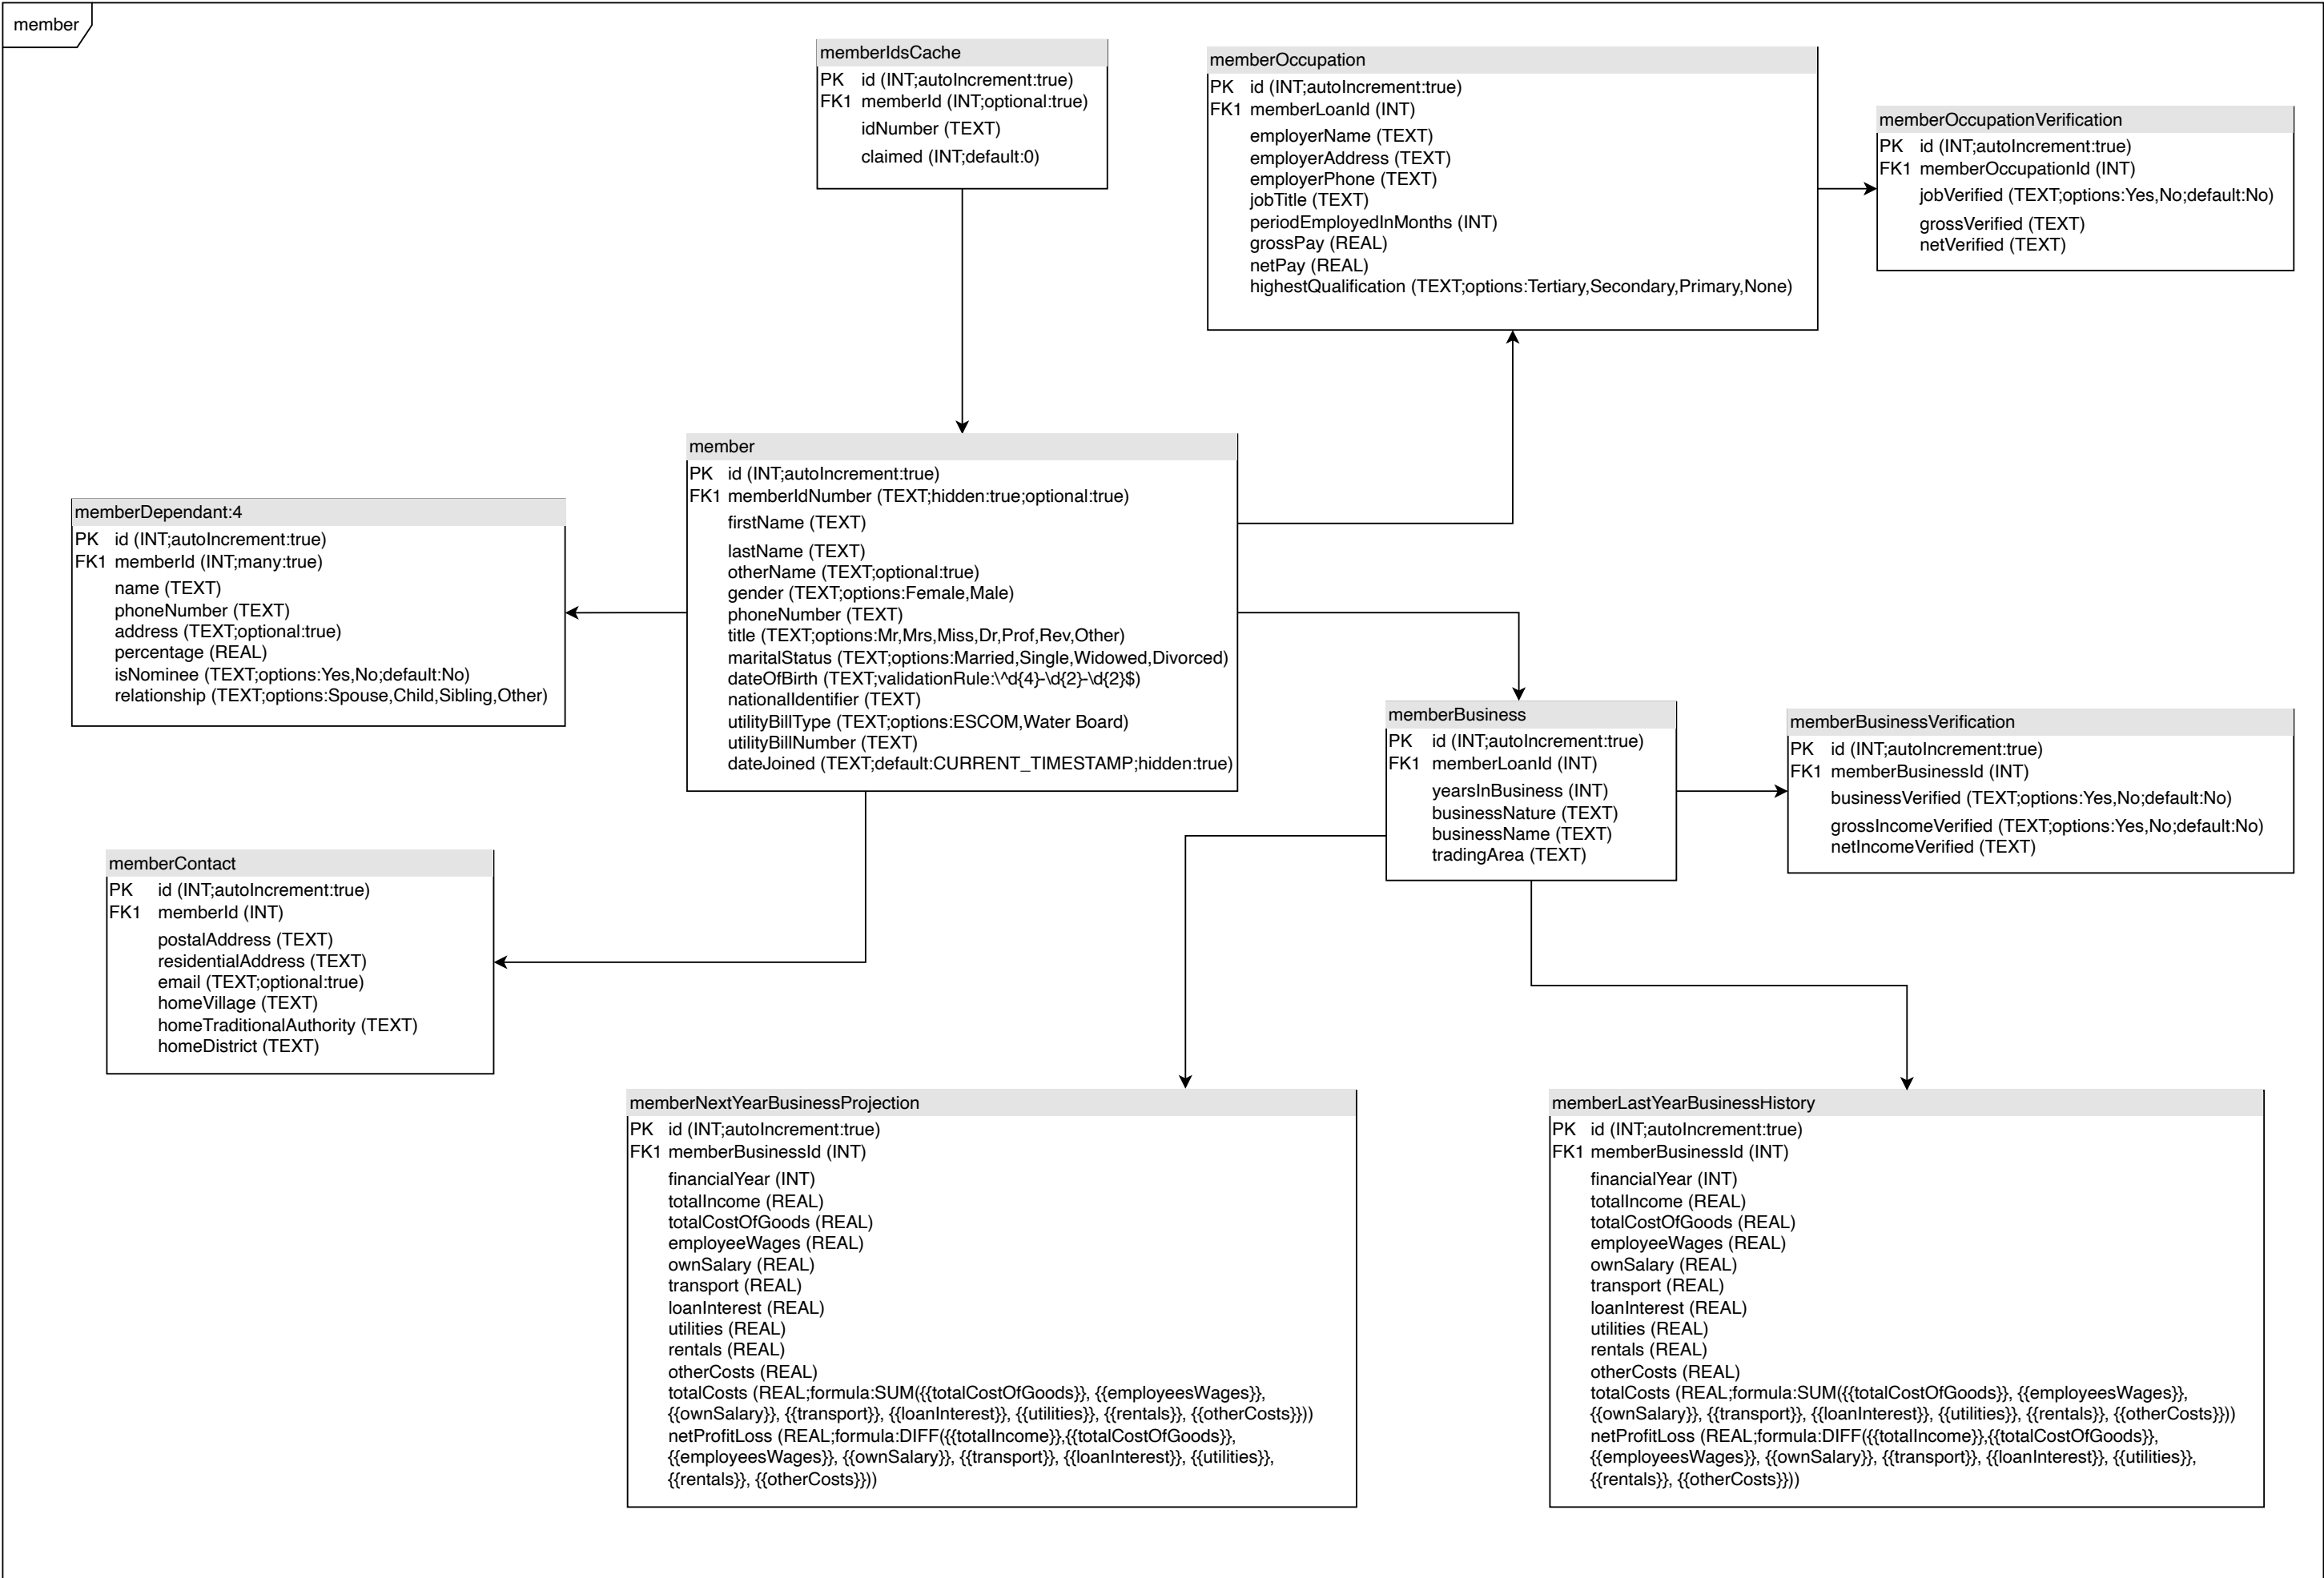 member
memberIdsCache
PK id (INT;autoIncrement:true)
FK1 memberId (INT;optional:true)
idNumber (TEXT)
claimed (INT;default:0)
memberOccupation
PK id (INT;autoIncrement:true)
FK1 memberLoanId (INT)
employerName (TEXT)
employerAddress (TEXT)
employerPhone (TEXT)
jobTitle (TEXT)
periodEmployedInMonths (INT)
grossPay (REAL)
netPay (REAL)
highestQualification (TEXT;options:Tertiary,Secondary,Primary,None)
memberOccupationVerification
PK id (INT;autoIncrement:true)
FK1 memberOccupationId (INT)
jobVerified (TEXT;options:Yes,No;default:No)
grossVerified (TEXT)
netVerified (TEXT)
member
PK id (INT;autoIncrement:true)
FK1 memberIdNumber (TEXT;hidden:true;optional:true)
firstName (TEXT)
lastName (TEXT)
otherName (TEXT;optional:true)
gender (TEXT;options:Female,Male)
phoneNumber (TEXT)
title (TEXT;options:Mr,Mrs,Miss,Dr,Prof,Rev,Other)
maritalStatus (TEXT;options:Married,Single,Widowed,Divorced)
dateOfBirth (TEXT;validationRule:\^d{4}-\d{2}-\d{2}$)
nationalIdentifier (TEXT)
utilityBillType (TEXT;options:ESCOM,Water Board)
utilityBillNumber (TEXT)
dateJoined (TEXT;default:CURRENT_TIMESTAMP;hidden:true)
memberDependant:4
PK id (INT;autoIncrement:true)
FK1 memberId (INT;many:true)
name (TEXT)
phoneNumber (TEXT)
address (TEXT;optional:true)
percentage (REAL)
isNominee (TEXT;options:Yes,No;default:No)
relationship (TEXT;options:Spouse,Child,Sibling,Other)
memberBusiness
PK id (INT;autoIncrement:true)
FK1 memberLoanId (INT)
yearsInBusiness (INT)
businessNature (TEXT)
businessName (TEXT)
tradingArea (TEXT)
memberBusinessVerification
PK id (INT;autoIncrement:true)
FK1 memberBusinessId (INT)
businessVerified (TEXT;options:Yes,No;default:No)
grossIncomeVerified (TEXT;options:Yes,No;default:No)
netIncomeVerified (TEXT)
memberContact
PK id (INT;autoIncrement:true)
FK1 memberId (INT)
postalAddress (TEXT)
residentialAddress (TEXT)
email (TEXT;optional:true)
homeVillage (TEXT)
homeTraditionalAuthority (TEXT)
homeDistrict (TEXT)
memberNextYearBusinessProjection
PK id (INT;autoIncrement:true)
FK1 memberBusinessId (INT)
financialYear (INT)
totalIncome (REAL)
totalCostOfGoods (REAL)
employeeWages (REAL)
ownSalary (REAL)
transport (REAL)
loanInterest (REAL)
utilities (REAL)
rentals (REAL)
otherCosts (REAL)
totalCosts (REAL;formula:SUM({{totalCostOfGoods}}, {{employeesWages}},
{{ownSalary}}, {{transport}}, {{loanInterest}}, {{utilities}}, {{rentals}}, {{otherCosts}}))
netProfitLoss (REAL;formula:DIFF({{totalIncome}},{{totalCostOfGoods}},
{{employeesWages}}, {{ownSalary}}, {{transport}}, {{loanInterest}}, {{utilities}},
{{rentals}}, {{otherCosts}}))
memberLastYearBusinessHistory
PK id (INT;autoIncrement:true)
FK1 memberBusinessId (INT)
financialYear (INT)
totalIncome (REAL)
totalCostOfGoods (REAL)
employeeWages (REAL)
ownSalary (REAL)
transport (REAL)
loanInterest (REAL)
utilities (REAL)
rentals (REAL)
otherCosts (REAL)
totalCosts (REAL;formula:SUM({{totalCostOfGoods}}, {{employeesWages}},
{{ownSalary}}, {{transport}}, {{loanInterest}}, {{utilities}}, {{rentals}}, {{otherCosts}}))
netProfitLoss (REAL;formula:DIFF({{totalIncome}},{{totalCostOfGoods}},
{{employeesWages}}, {{ownSalary}}, {{transport}}, {{loanInterest}}, {{utilities}},
{{rentals}}, {{otherCosts}}))